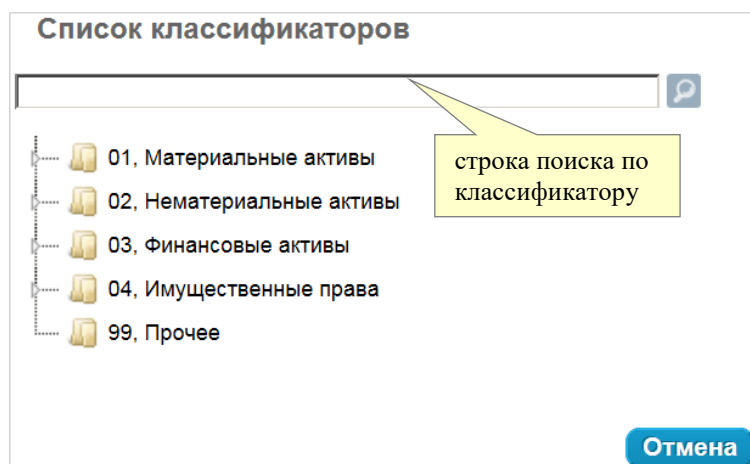 Список классификаторов
строка поиска по
классификатору
01, Материальные активы
02, Нематериальные активы
03, Финансовые активы
04, Имущественные права
99, Прочее
Отмена